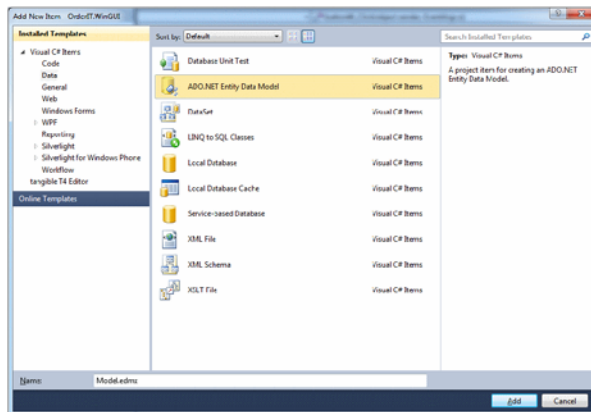 Add New Item OrderIT.WinGUI
Installed Templates
Visual C# Items
Code
Data
General
Web
Windows Forms
WPF
Reporting
Silverlight
Silverlight for Windows Phone
Workflow
tangible T4 Editor
Online Templates
Sort by: Default
Database Unit Test Visual C# Items
ADO.NET Entity Data Model Visual C# Items
DataSet Visual C# Items
LINQ to SQL Classes Visual C# Items
Local Database Visual C# Items
Local Database Cache Visual C# Items
Service-based Database Visual C# Items
XML File Visual C# Items
XML Schema Visual C# Items
XSLT File Visual C# Items
Search Installed Templates
Type: Visual C# Items
A project item for creating an ADO.NET
Entity Data Model.
Name: Model.edmx
Add Cancel